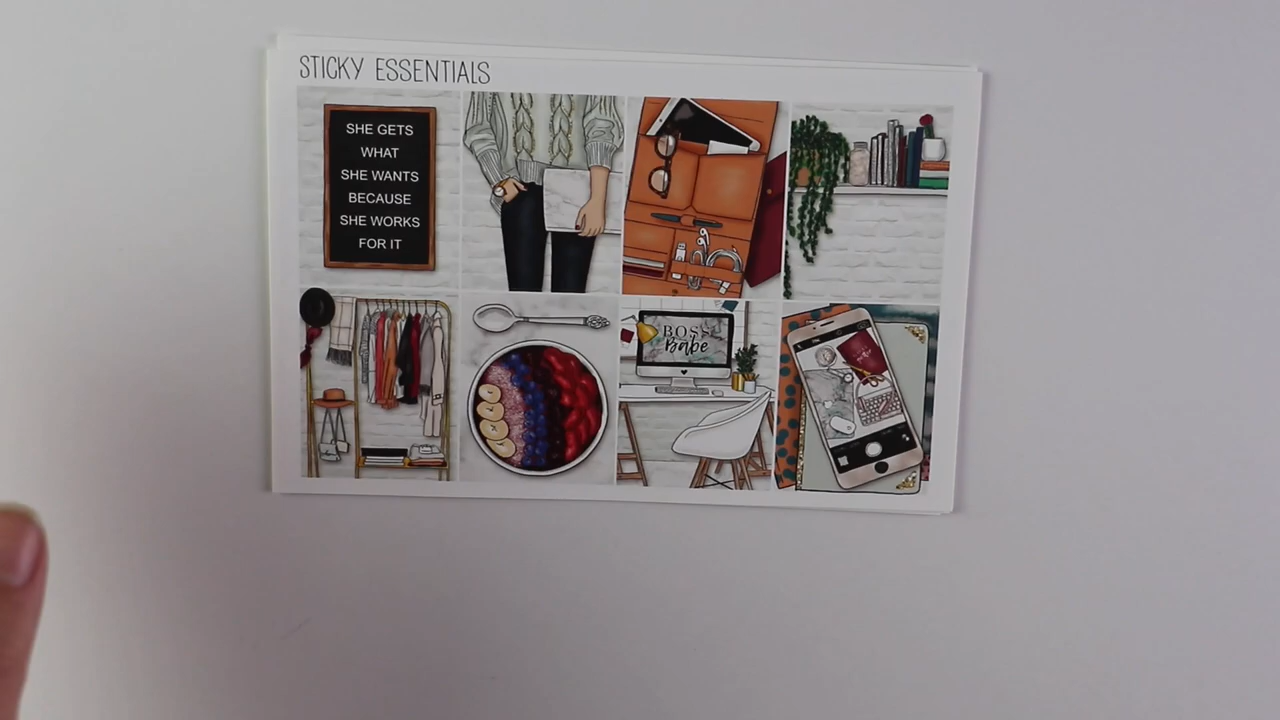 STICKY ESSENTIALS
SHE GETS
WHAT
SHE WANTS
BECAUSE
SHE WORKS
FOR IT
BOSS
Babe